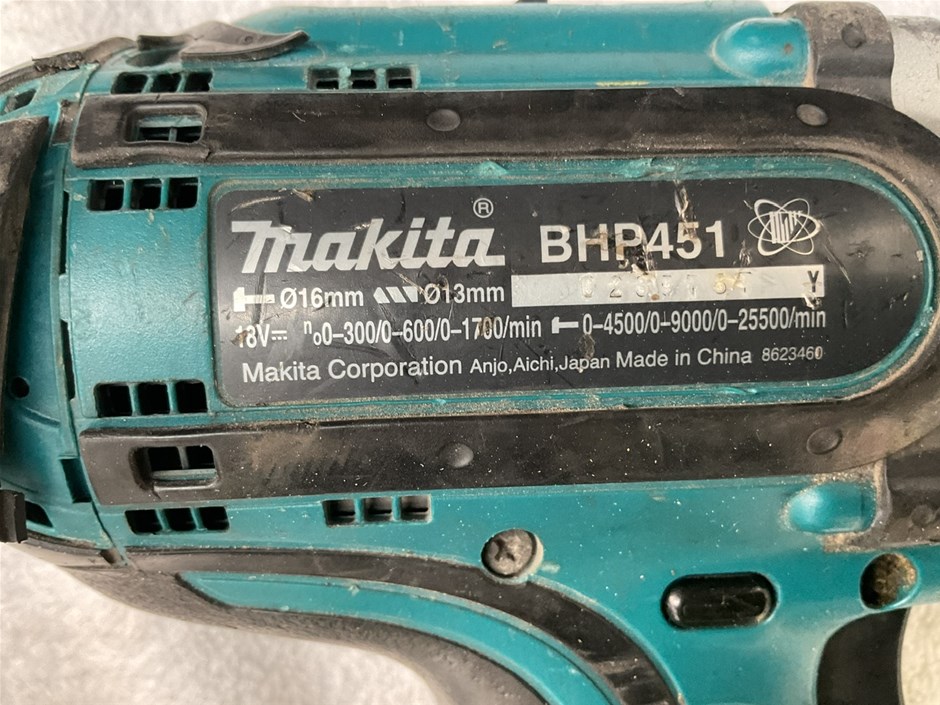 Makita® BHP451
Ø16mm Ø13mm Y
18V n₀0-300/0-600/0-1700/min 0-4500/0-9000/0-25500/min
Makita Corporation Anjo,Aichi,Japan Made in China 8623460